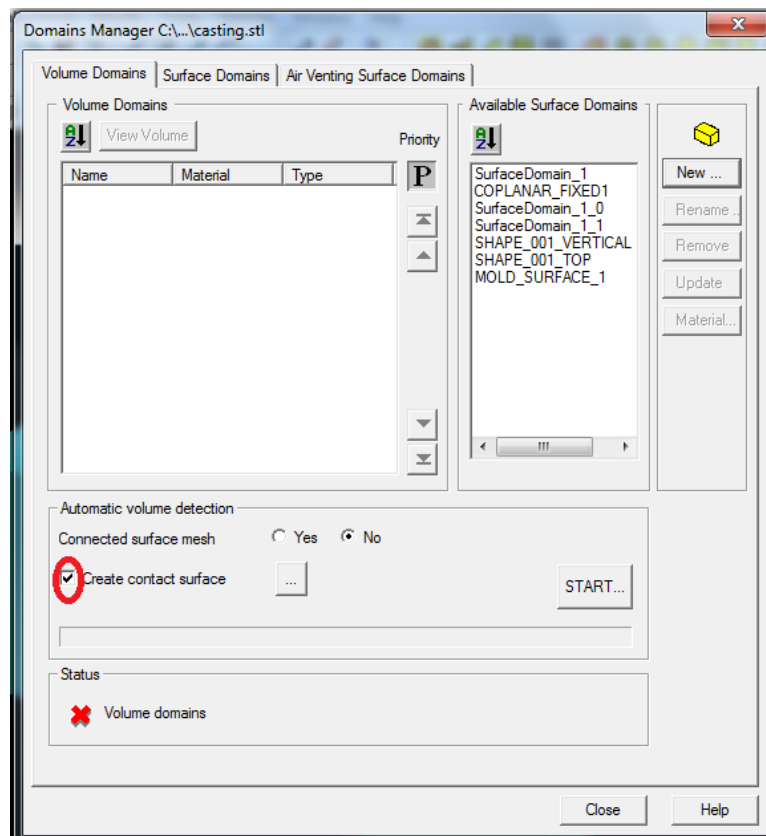 Domains Manager C:\...\casting.stl
Volume Domains
Surface Domains
Air Venting Surface Domains
Volume Domains
View Volume
Priority
Name Material Type
P
Available Surface Domains
SurfaceDomain_1
COPLANAR_FIXED1
SurfaceDomain_1_0
SurfaceDomain_1_1
SHAPE_001_VERTICAL
SHAPE_001_TOP
MOLD_SURFACE_1
New ...
Rename ..
Remove
Update
Material...
Automatic volume detection
Connected surface mesh Yes No
Create contact surface ... START...
Status
Volume domains
Close Help